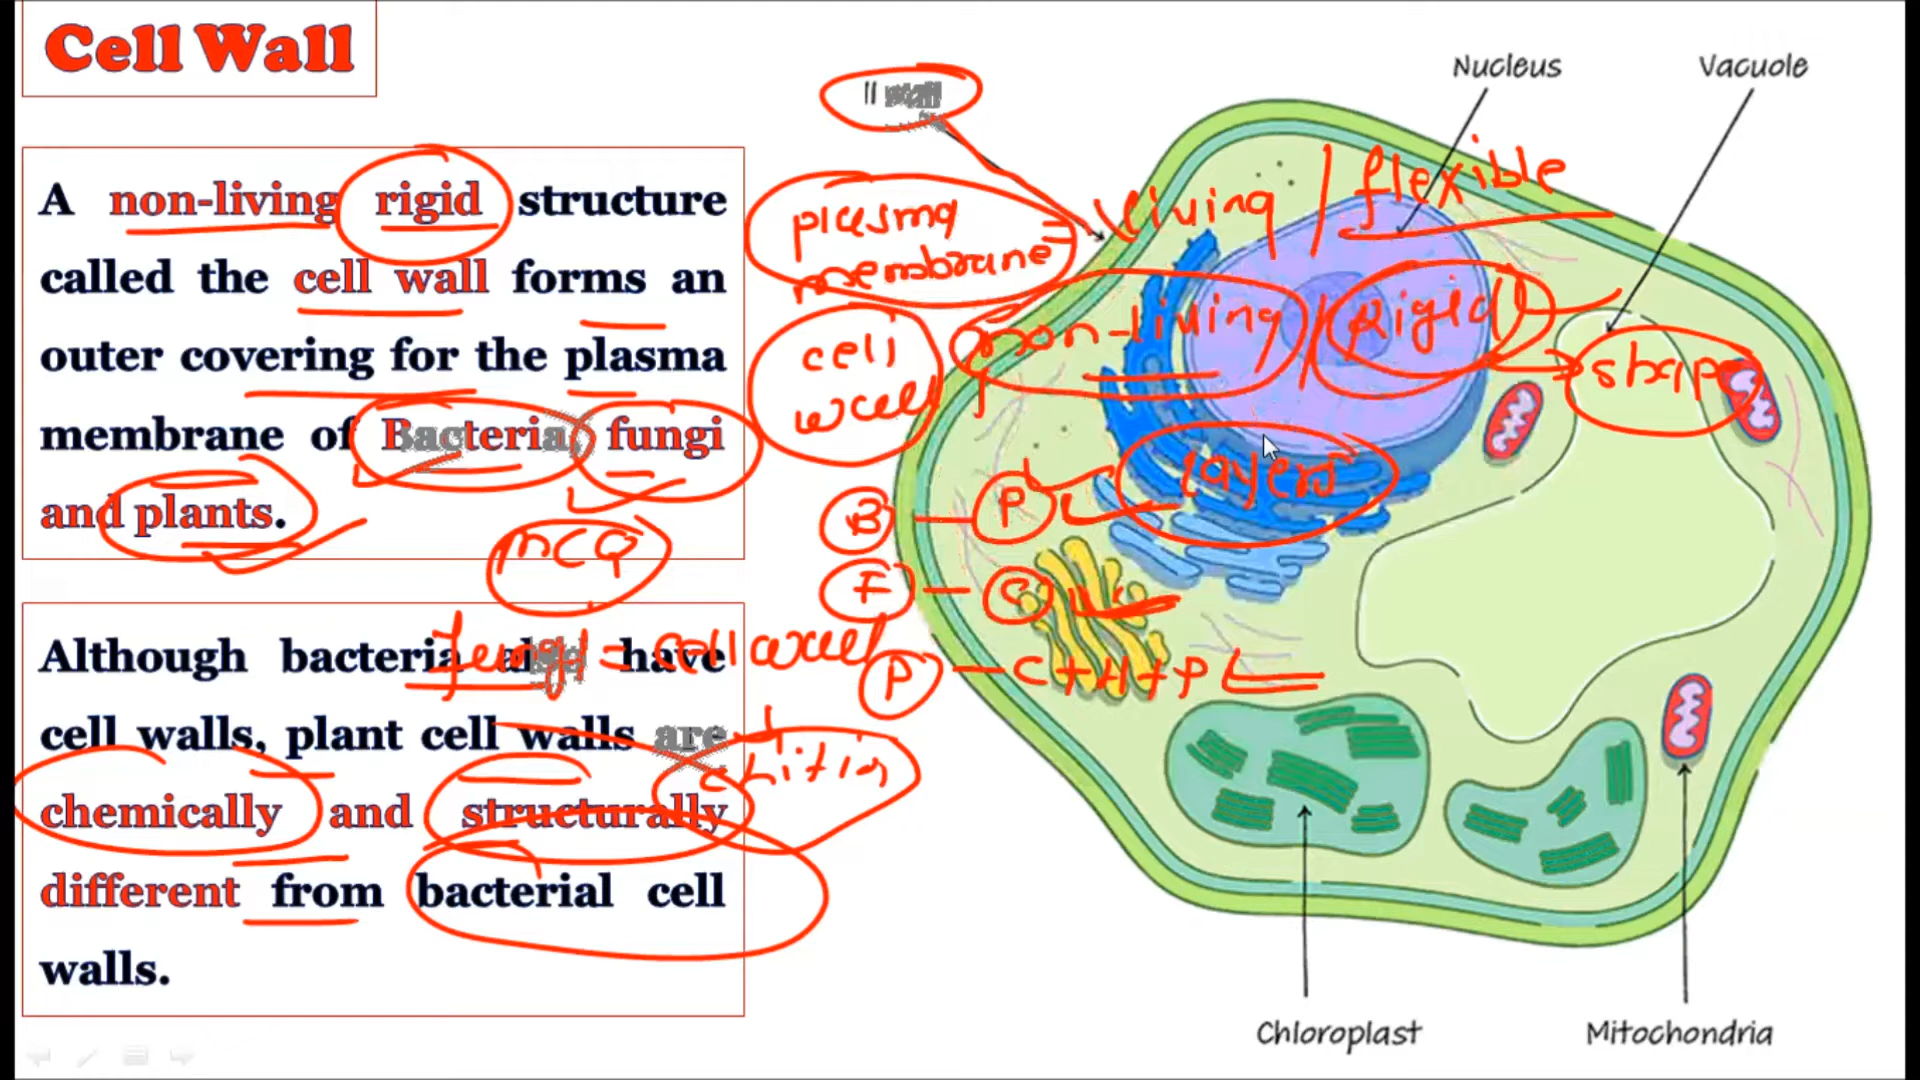 Cell Wall
A non-living rigid structure
called the cell wall forms an
outer covering for the plasma
membrane of Bacteria, fungi
and plants.
MCQ
Although bacteria also have
cell walls, plant cell walls are
chemically and structurally
different from bacterial cell
walls.
fungi = cell wall
chitin
ll wall
Nucleus
Vacuole
plasma
membrane
living / flexible
cell
wall
non-living / Rigid
shape
layers
B — P
F — C
P — C+H+P
Chloroplast
Mitochondria